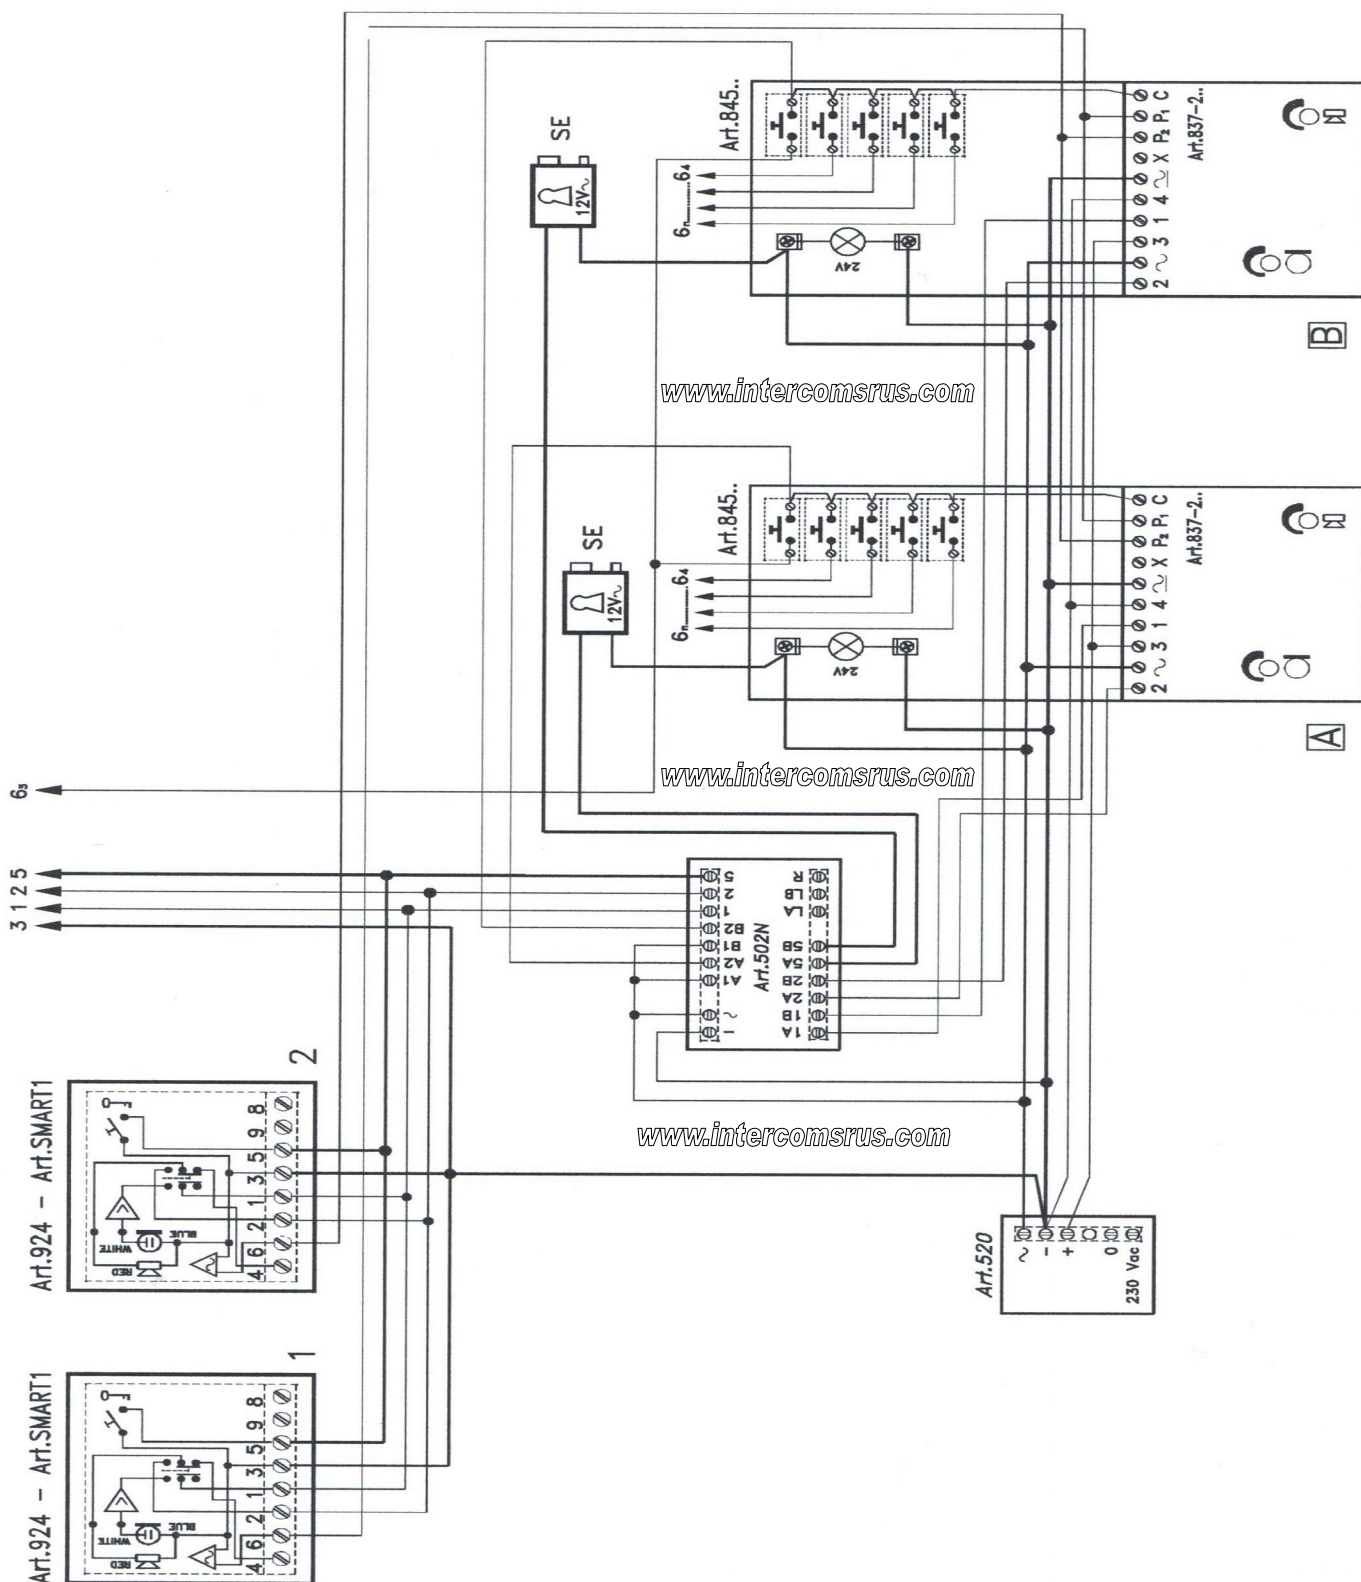 SE
12V~
Art.845..
6n 64
24V
C
P1
P2
X
4
1
3
~
2
Art.837-2..
B
www.intercomsrus.com
SE
12V~
Art.845..
6n 64
24V
C
P1
P2
X
4
1
3
~
2
Art.837-2..
A
www.intercomsrus.com
3 1 2 5
5
2
1
B2
B1
A2
A1
~
-
Art.502N
R
LB
LA
5B
5A
2B
2A
1B
1A
www.intercomsrus.com
Art.924 - Art.SMART1
2
4 6 2 1 3 5 9 8
RED
WHITE
BLUE
Art.520
~
-
+
0
230 Vac
Art.924 - Art.SMART1
1
4 6 2 1 3 5 9 8
RED
WHITE
BLUE